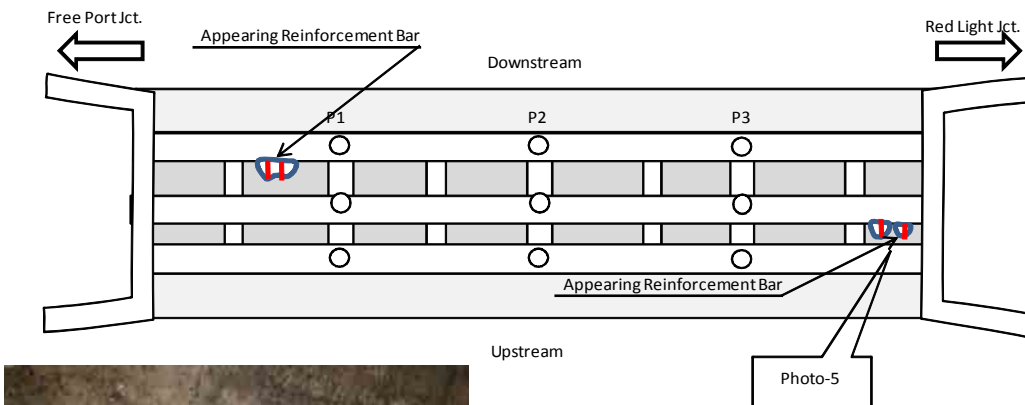 Free Port Jct.
Appearing Reinforcement Bar
Red Light Jct.
Downstream
P1
P2
P3
Appearing Reinforcement Bar
Upstream
Photo-5